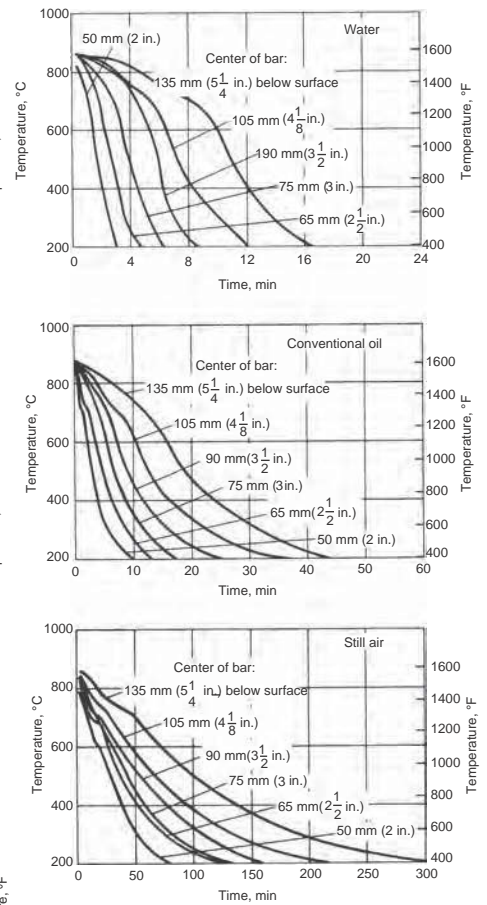 Water
50 mm (2 in.)
Center of bar:
135 mm (5 1/4 in.) below surface
105 mm (4 1/8 in.)
190 mm (3 1/2 in.)
75 mm (3 in.)
65 mm (2 1/2 in.)
1000
800
600
400
200
Temperature, °C
1600
1400
1200
1000
800
600
400
Temperature, °F
0 4 8 12 16 20 24
Time, min
Conventional oil
Center of bar:
135 mm (5 1/4 in.) below surface
105 mm (4 1/8 in.)
90 mm (3 1/2 in.)
75 mm (3in.)
65 mm(2 1/2 in.)
50 mm (2 in.)
1000
800
600
400
200
Temperature, °C
1600
1400
1200
1000
800
600
400
Temperature, °F
0 10 20 30 40 50 60
Time, min
Still air
Center of bar:
135 mm (5 1/4 in.) below surface
105 mm (4 1/8 in.)
90 mm (3 1/2 in.)
75 mm (3 in.)
65 mm(2 1/2 in.)
50 mm (2 in.)
1000
800
600
400
200
Temperature, °C
1600
1400
1200
1000
800
600
400
Temperature, °F
0 50 100 150 200 250 300
Time, min